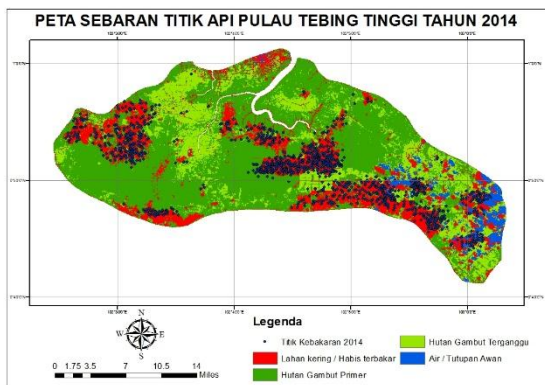 PETA SEBARAN TITIK API PULAU TEBING TINGGI TAHUN 2014
N
W
E
S
0 1.75 3.5 7 10.5 14
Miles
Legenda
Titik Kebakaran 2014
Lahan kering / Habis terbakar
Hutan Gambut Primer
Hutan Gambut Terganggu
Air / Tutupan Awan